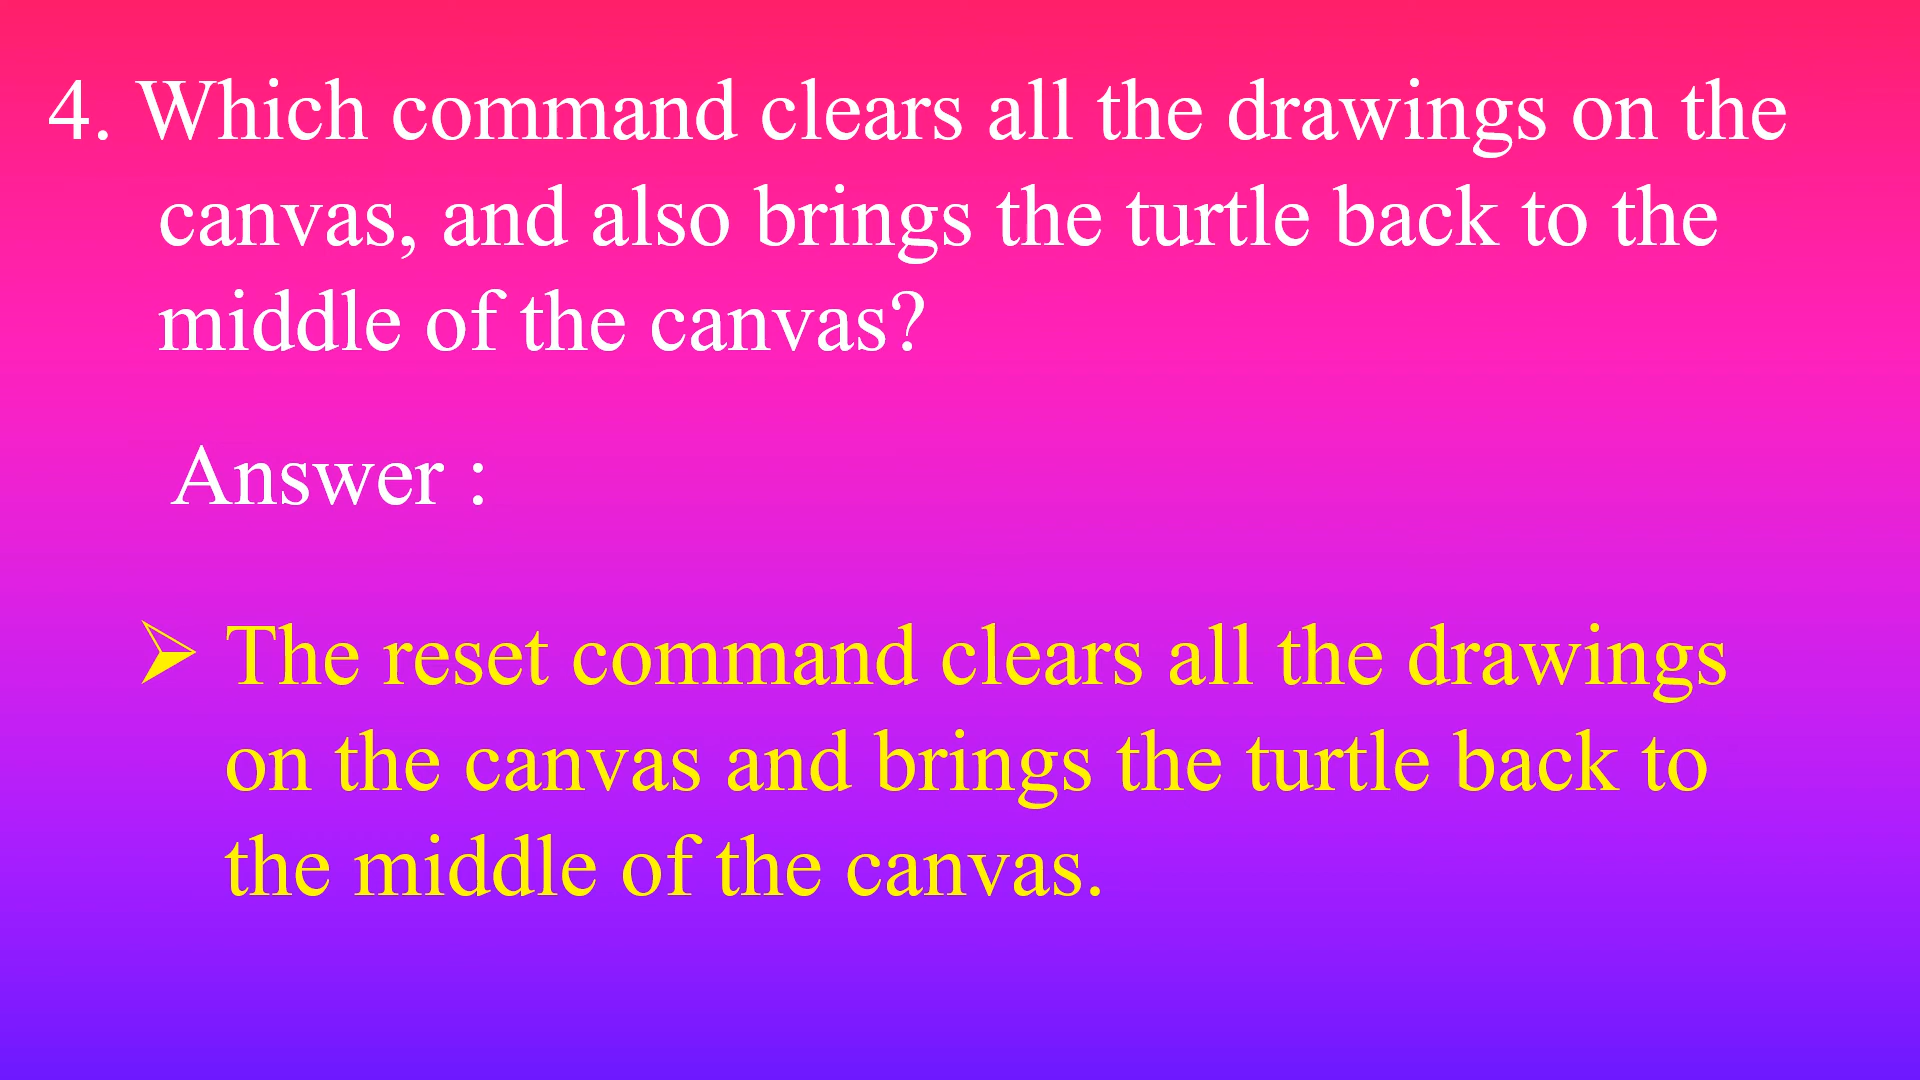 4. Which command clears all the drawings on the
canvas, and also brings the turtle back to the
middle of the canvas?
Answer :
➢ The reset command clears all the drawings
on the canvas and brings the turtle back to
the middle of the canvas.